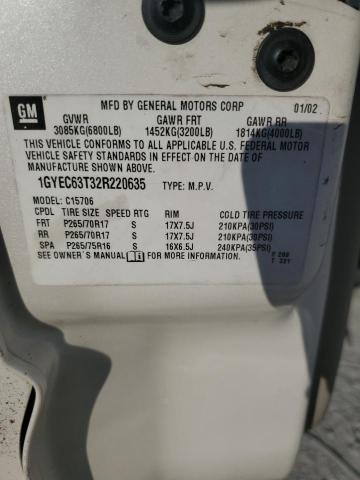 GM MFD BY GENERAL MOTORS CORP 01/02
GVWR GAWR FRT GAWR RR
3085KG(6800LB) 1452KG(3200LB) 1814KG(4000LB)
THIS VEHICLE CONFORMS TO ALL APPLICABLE U.S. FEDERAL MOTOR
VEHICLE SAFETY STANDARDS IN EFFECT ON THE DATE OF
MANUFACTURE SHOWN ABOVE.
1GYEC63T32R220635 TYPE: M.P.V.
MODEL: C15706
CPDL TIRE SIZE SPEED RTG RIM COLD TIRE PRESSURE
FRT P265/70R17 S 17X7.5J 210KPA(30PSI)
RR P265/70R17 S 17X7.5J 210KPA(30PSI)
SPA P265/75R16 S 16X6.5J 240KPA(35PSI)
SEE OWNER'S MANUAL FOR MORE INFORMATION.
T 331